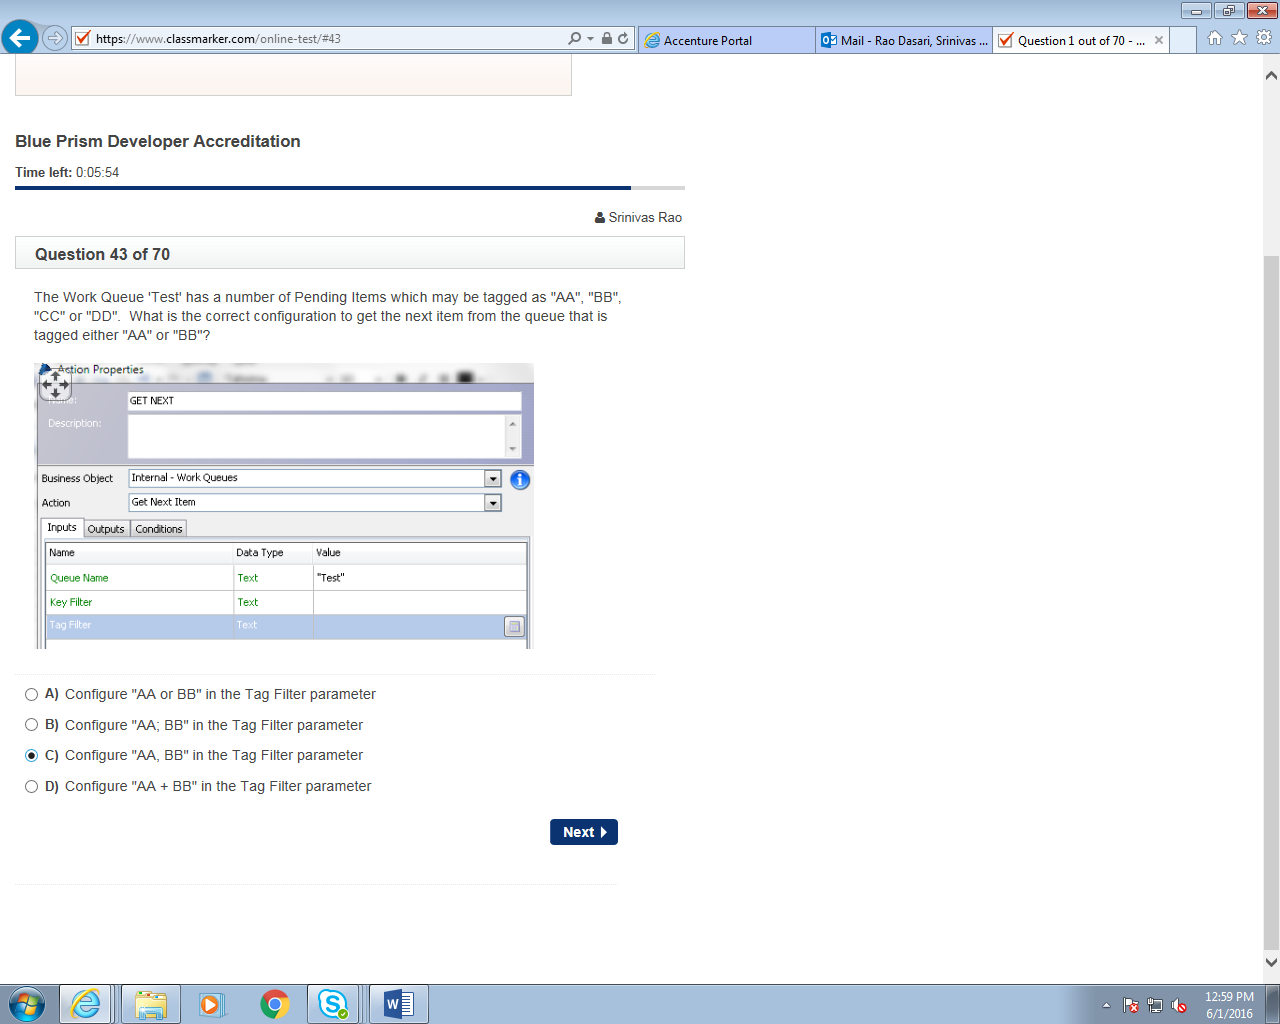 https://www.classmarker.com/online-test/#43
Accenture Portal
Mail - Rao Dasari, Srinivas ...
Question 1 out of 70 - ...
Blue Prism Developer Accreditation
Time left: 0:05:54
Srinivas Rao
Question 43 of 70
The Work Queue 'Test' has a number of Pending Items which may be tagged as "AA", "BB",
"CC" or "DD". What is the correct configuration to get the next item from the queue that is
tagged either "AA" or "BB"?
Action Properties
GET NEXT
Description:
Business Object Internal - Work Queues
Action Get Next Item
Inputs Outputs Conditions
Name Data Type Value
Queue Name Text "Test"
Key Filter Text
Tag Filter Text
A) Configure "AA or BB" in the Tag Filter parameter
B) Configure "AA; BB" in the Tag Filter parameter
C) Configure "AA, BB" in the Tag Filter parameter
D) Configure "AA + BB" in the Tag Filter parameter
Next
12:59 PM
6/1/2016